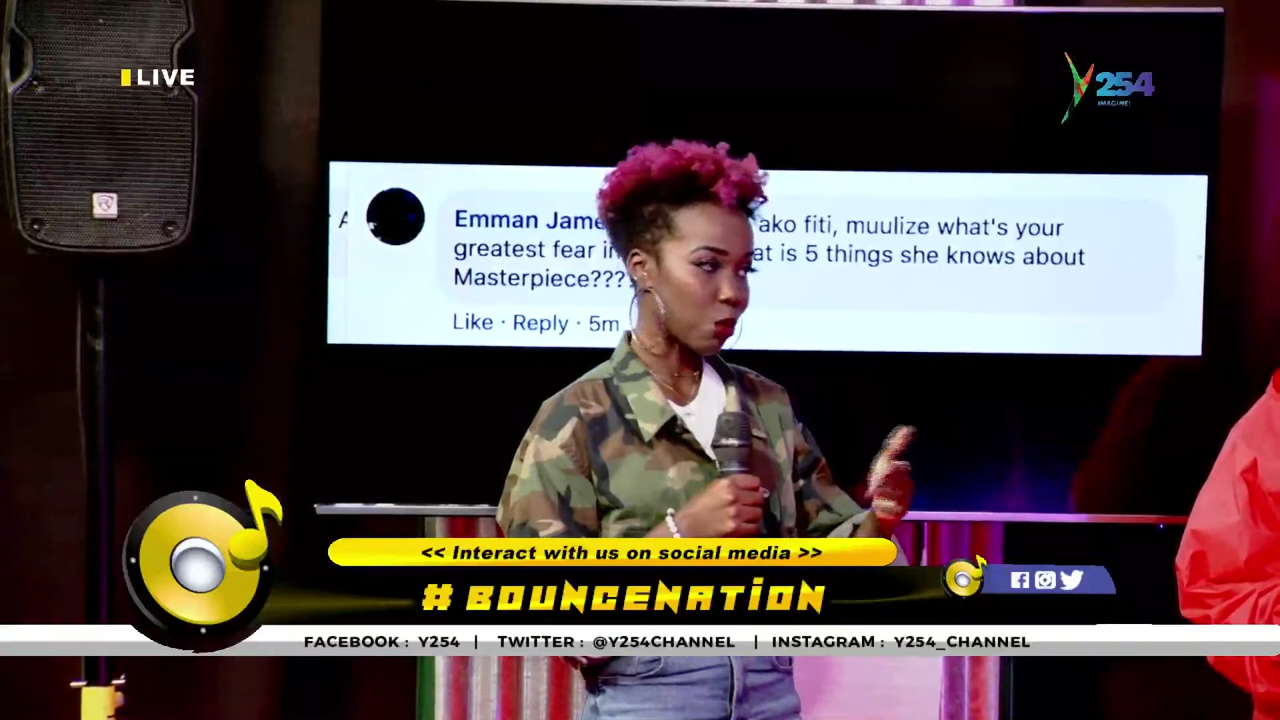 LIVE
Y254
IMAGINE!
Emman Jame ako fiti, muulize what's your
greatest fear in at is 5 things she knows about
Masterpiece???
Like · Reply · 5m
<< Interact with us on social media >>
# BOUNCENATION
FACEBOOK : Y254 | TWITTER : @Y254CHANNEL | INSTAGRAM : Y254_CHANNEL